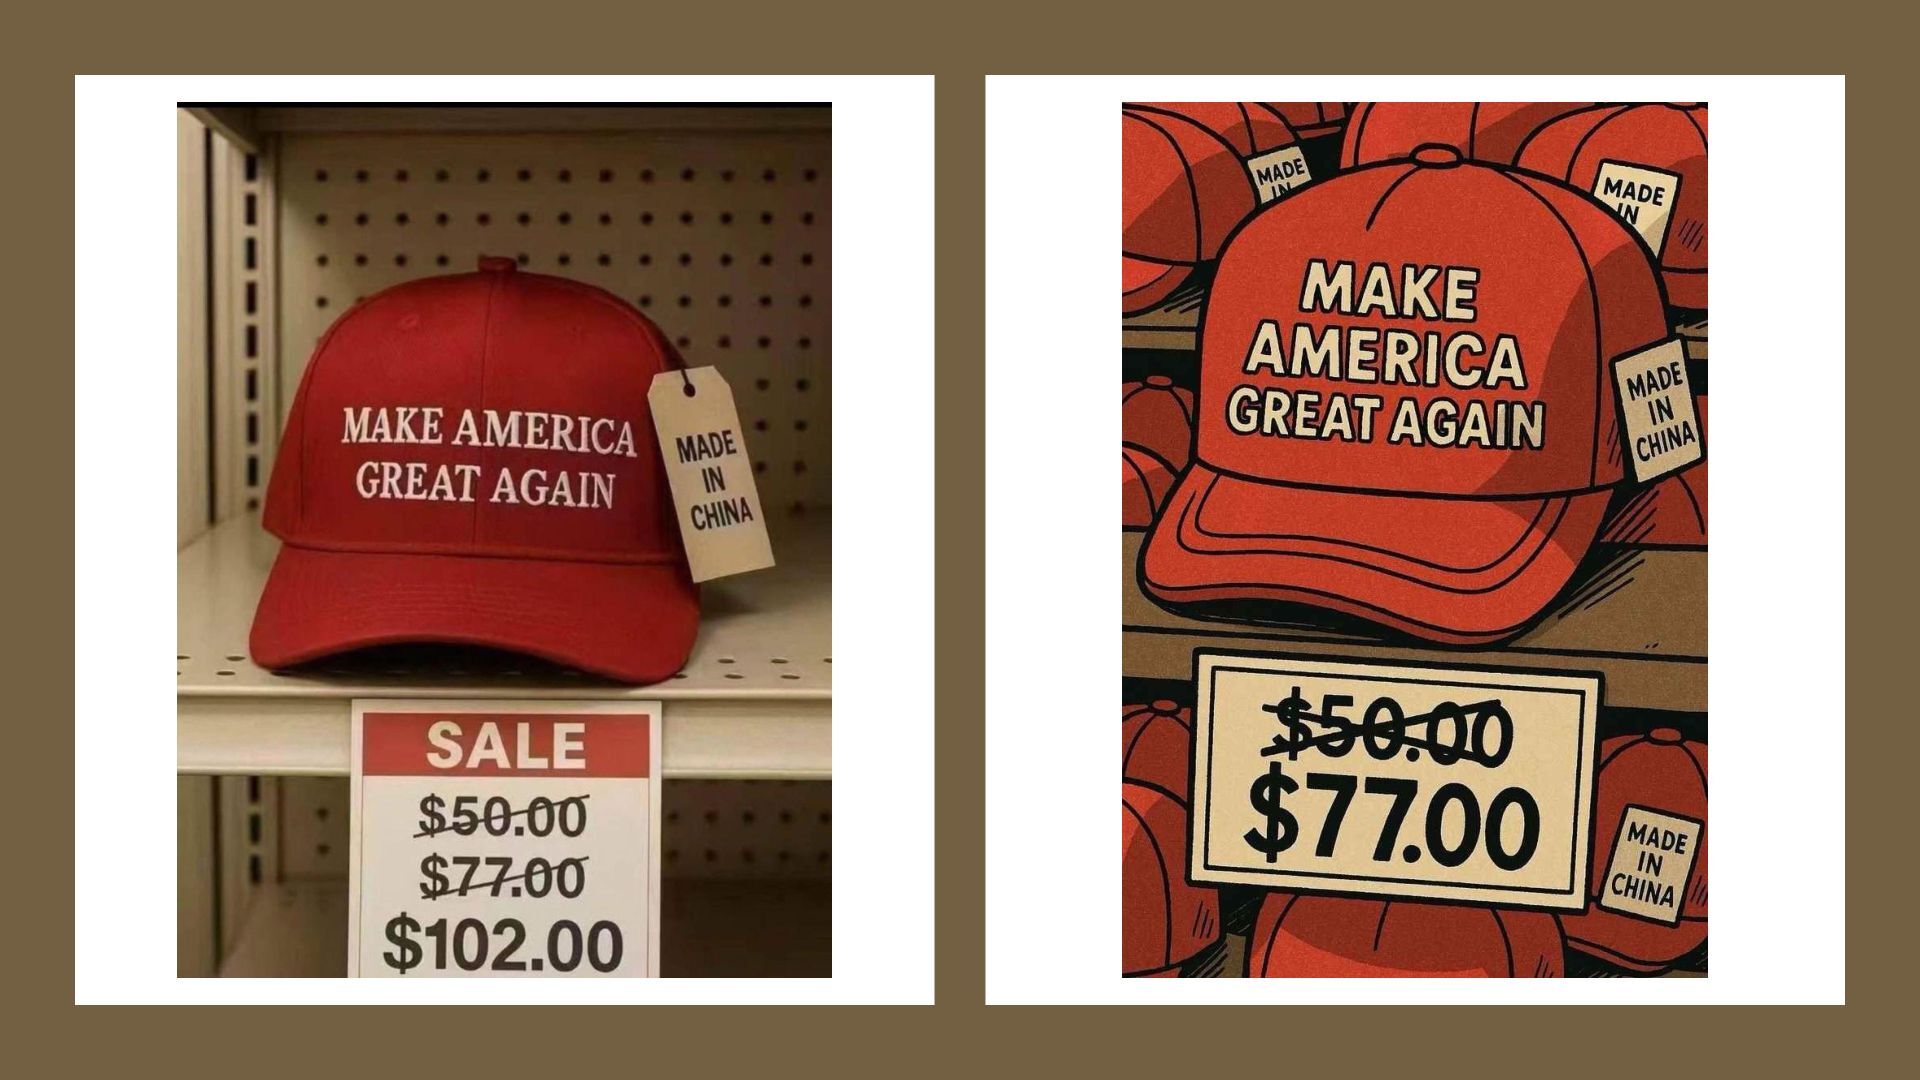 MAKE AMERICA
GREAT AGAIN
MADE
IN
CHINA
SALE
$50.00
$77.00
$102.00
MADE
IN
MADE
IN
MAKE
AMERICA
GREAT AGAIN
MADE
IN
CHINA
$50.00
$77.00
MADE
IN
CHINA